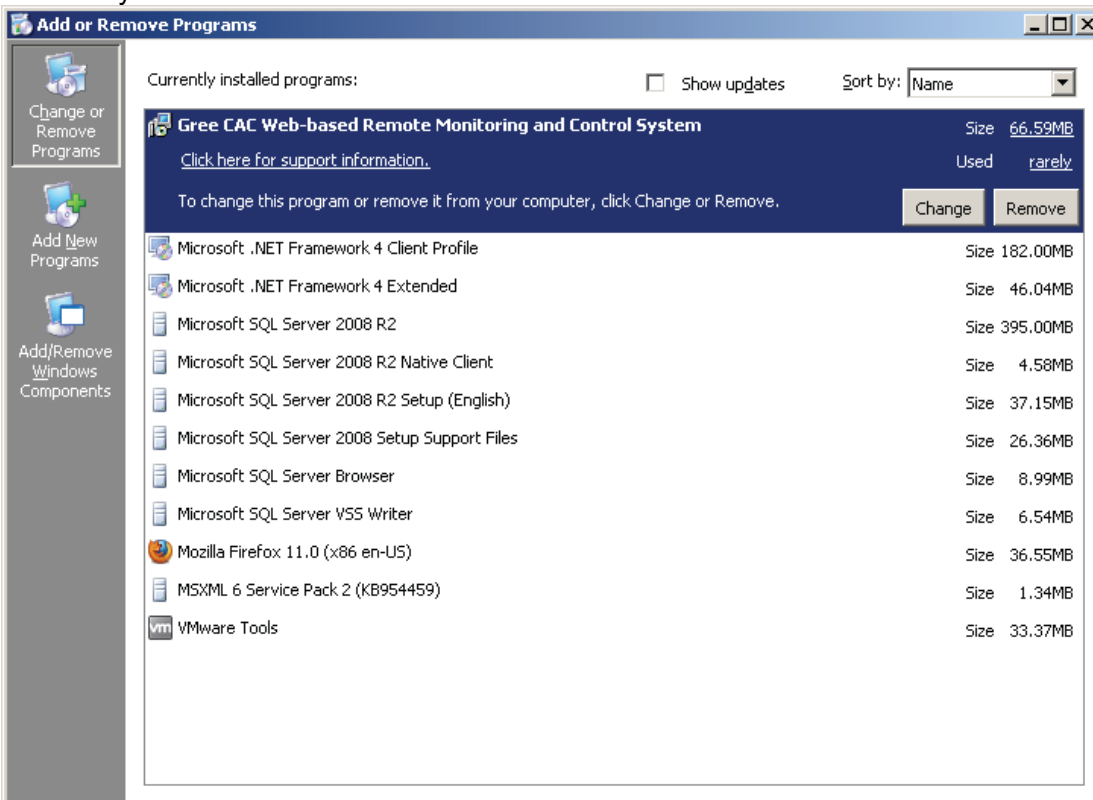 Add or Remove Programs
Change or
Remove
Programs
Add New
Programs
Add/Remove
Windows
Components
Currently installed programs:
Show updates
Sort by: Name
Gree CAC Web-based Remote Monitoring and Control System Size 66.59MB
Click here for support information. Used rarely
To change this program or remove it from your computer, click Change or Remove. Change Remove
Microsoft .NET Framework 4 Client Profile Size 182.00MB
Microsoft .NET Framework 4 Extended Size 46.04MB
Microsoft SQL Server 2008 R2 Size 395.00MB
Microsoft SQL Server 2008 R2 Native Client Size 4.58MB
Microsoft SQL Server 2008 R2 Setup (English) Size 37.15MB
Microsoft SQL Server 2008 Setup Support Files Size 26.36MB
Microsoft SQL Server Browser Size 8.99MB
Microsoft SQL Server VSS Writer Size 6.54MB
Mozilla Firefox 11.0 (x86 en-US) Size 36.55MB
MSXML 6 Service Pack 2 (KB954459) Size 1.34MB
vm VMware Tools Size 33.37MB